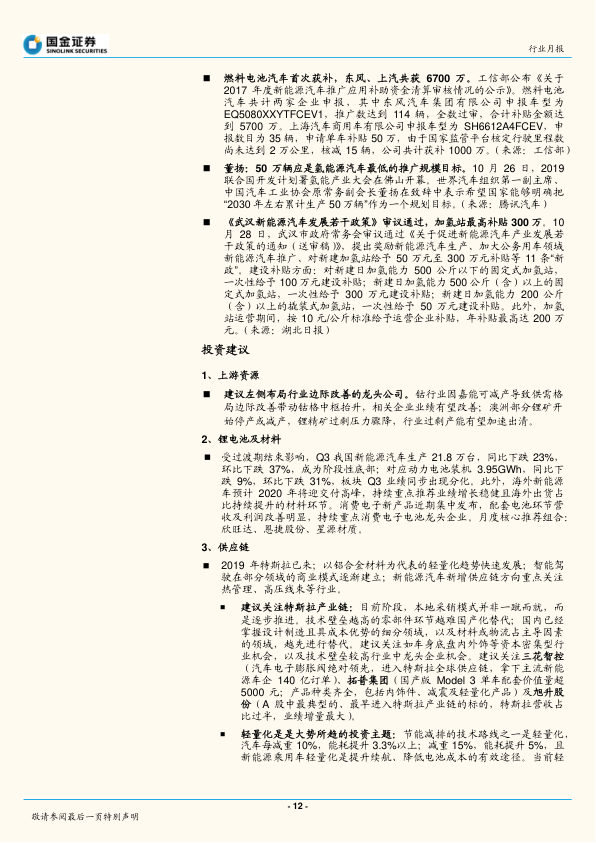 国金证券
SINOLINK SECURITIES
行业月报
■ 燃料电池汽车首次获补，东风、上汽共获 6700 万。工信部公布《关于
2017 年度新能源汽车推广应用补助资金清算审核情况的公示》。燃料电池
汽车共计两家企业申报，其中东风汽车集团有限公司申报车型为
EQ5080XXYTFCEV1，推广数达到 114 辆，全数过审，合计补贴金额达
到 5700 万。上海汽车商用车有限公司申报车型为 SH6612A4FCEV，申
报数目为 35 辆，申请单车补贴 50 万，由于国家监管平台核定行驶里程数
尚未达到 2 万公里，核减 15 辆，公司共计获补 1000 万。（来源：工信部）
■ 董扬：50 万辆应是氢能源汽车最低的推广规模目标。10 月 26 日，2019
联合国开发计划署氢能产业大会在佛山开幕。世界汽车组织第一副主席、
中国汽车工业协会原常务副会长董扬在致辞中表示希望国家能够明确把
“2030 年左右累计生产 50 万辆”作为一个规划目标。（来源：腾讯汽车）
■ 《武汉新能源汽车发展若干政策》审议通过，加氢站最高补贴 300 万。10
月 28 日，武汉市政府常务会审议通过《关于促进新能源汽车产业发展若
干政策的通知（送审稿）》，提出奖励新能源汽车生产、加大公务用车领域
新能源汽车推广、对新建加氢站给予 50 万元至 300 万元补贴等 11 条“新
政”。建设补贴方面：对新建日加氢能力 500 公斤以下的固定式加氢站，
一次性给予 100 万元建设补贴；新建日加氢能力 500 公斤（含）以上的固
定式加氢站，一次性给予 300 万元建设补贴；新建日加氢能力 200 公斤
（含）以上的撬装式加氢站，一次性给予 50 万元建设补贴。此外，加氢
站运营期间，按 10 元/公斤标准给予运营企业补贴，年补贴最高达 200 万
元。（来源：湖北日报）
投资建议
1、上游资源
■ 建议左侧布局行业边际改善的龙头公司。钴行业因嘉能可减产导致供需格
局边际改善带动钴格中枢抬升，相关企业业绩有望改善；澳洲部分锂矿开
始停产或减产，锂精矿过剩压力骤降，行业过剩产能有望加速出清。
2、锂电池及材料
■ 受过渡期结束影响，Q3 我国新能源汽车生产 21.8 万台，同比下跌 23%，
环比下跌 37%，成为阶段性底部；对应动力电池装机 3.95GWh，同比下
跌 9%，环比下跌 31%，板块 Q3 业绩同步出现分化。此外，海外新能源
车预计 2020 年将迎交付高峰，持续重点推荐业绩增长稳健且海外出货占
比持续提升的材料环节。消费电子新产品近期集中发布，配套电池环节营
收及利润改善明显，持续重点消费电子电池龙头企业。月度核心推荐组合：
欣旺达、恩捷股份、星源材质。
3、供应链
■ 2019 年特斯拉已来；以铝合金材料为代表的轻量化趋势快速发展；智能驾
驶在部分领域的商业模式逐渐建立；新能源汽车新增供应链方向重点关注
热管理、高压线束等行业。
■ 建议关注特斯拉产业链：目前阶段，本地采销模式并非一蹴而就，而
是逐步推进。技术壁垒越高的零部件环节越难国产化替代；国内已经
掌握设计制造且具成本优势的细分领域，以及材料或物流占主导因素
的领域，越先进行替代。建议关注如车身底盘内外饰等资本密集型行
业机会，以及技术壁垒较高行业中龙头企业机会。建议关注三花智控
（汽车电子膨胀阀绝对领先，进入特斯拉全球供应链，拿下主流新能
源车企 140 亿订单）、拓普集团（国产版 Model 3 单车配套价值量超
5000 元；产品种类齐全，包括内饰件、减震及轻量化产品）及旭升股
份（A 股中最典型的、最早进入特斯拉产业链的标的，特斯拉营收占
比过半，业绩增量最大）。
■ 轻量化是是大势所趋的投资主题：节能减排的技术路线之一是轻量化，
汽车每减重 10%，能耗提升 3.3%以上；减重 15%，能耗提升 5%，且
新能源乘用车轻量化是提升续航、降低电池成本的有效途径。当前轻
- 12 -
敬请参阅最后一页特别声明